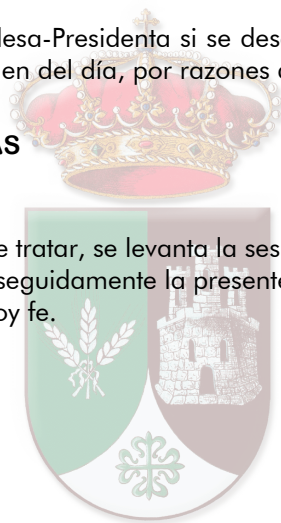 desa-Presidenta si se des
en del día, por razones
AS
e tratar, se levanta la ses
seguidamente la presente
oy fe.